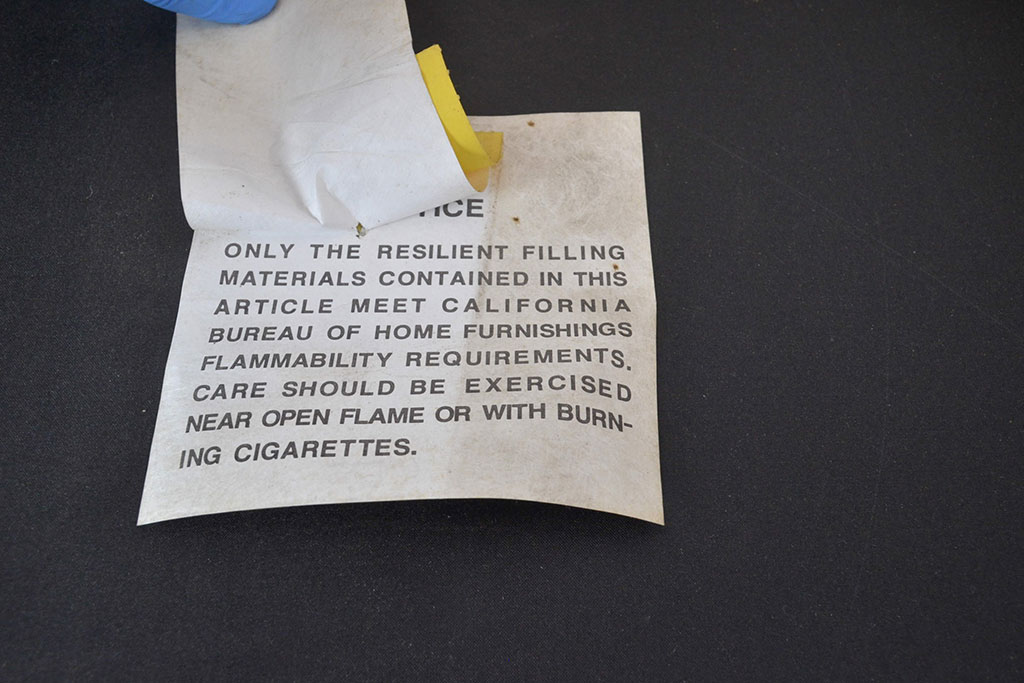 TICE
ONLY THE RESILIENT FILLING
MATERIALS CONTAINED IN THIS
ARTICLE MEET CALIFORNIA
BUREAU OF HOME FURNISHINGS
FLAMMABILITY REQUIREMENTS.
CARE SHOULD BE EXERCISED
NEAR OPEN FLAME OR WITH BURN-
ING CIGARETTES.